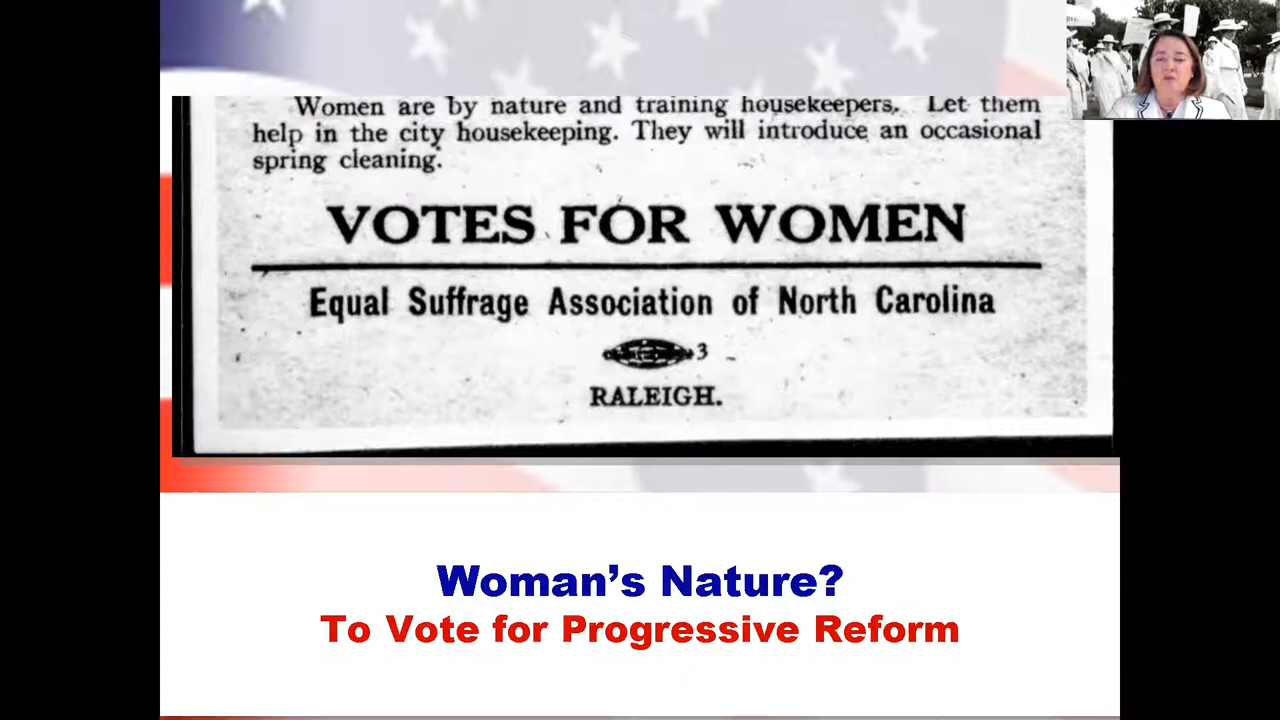 Women are by nature and training housekeepers. Let them
help in the city housekeeping. They will introduce an occasional
spring cleaning.
VOTES FOR WOMEN
Equal Suffrage Association of North Carolina
3
RALEIGH.
Woman’s Nature?
To Vote for Progressive Reform